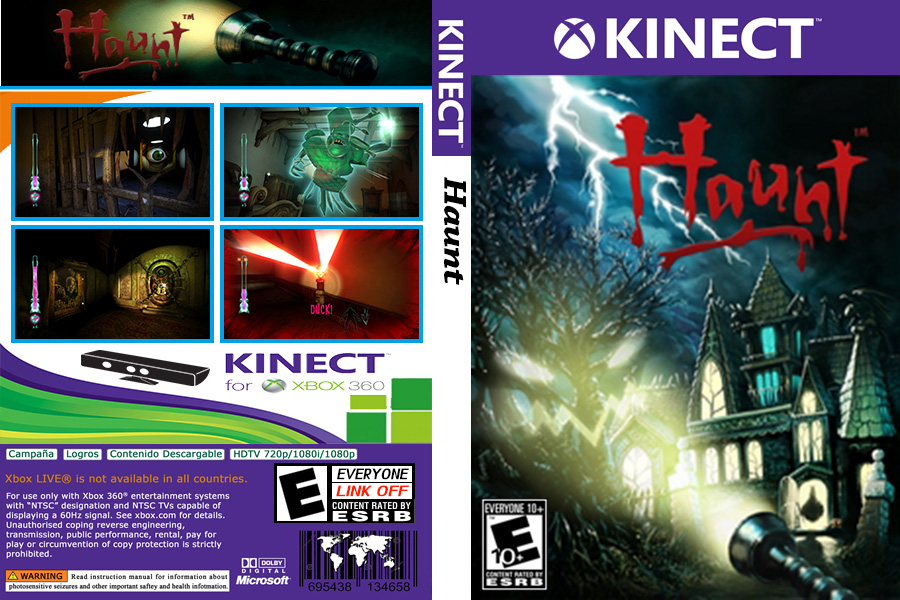 Haunt™
DUCK!
KINECT™
for XBOX 360
Campaña Logros Contenido Descargable HDTV 720p/1080i/1080p
Xbox LIVE® is not available in all countries.
For use only with Xbox 360® entertainment systems
with “NTSC” designation and NTSC TVs capable of
displaying a 60Hz signal. See xbox.com for details.
Unauthorised coping reverse engineering,
transmission, public performance, rental, pay for
play or circumvention of copy protection is strictly
prohibited.
WARNING Read instruction manual for information about
photosensitive seizures and other important saftey and health infotmation.
E
EVERYONE
LINK OFF
CONTENT RATED BY
ESRB
DOLBY
DIGITAL
Microsoft®
695438 134658
KINECT™
Haunt
KINECT™
Haunt™
EVERYONE 10+
E
10+
CONTENT RATED BY
ESRB